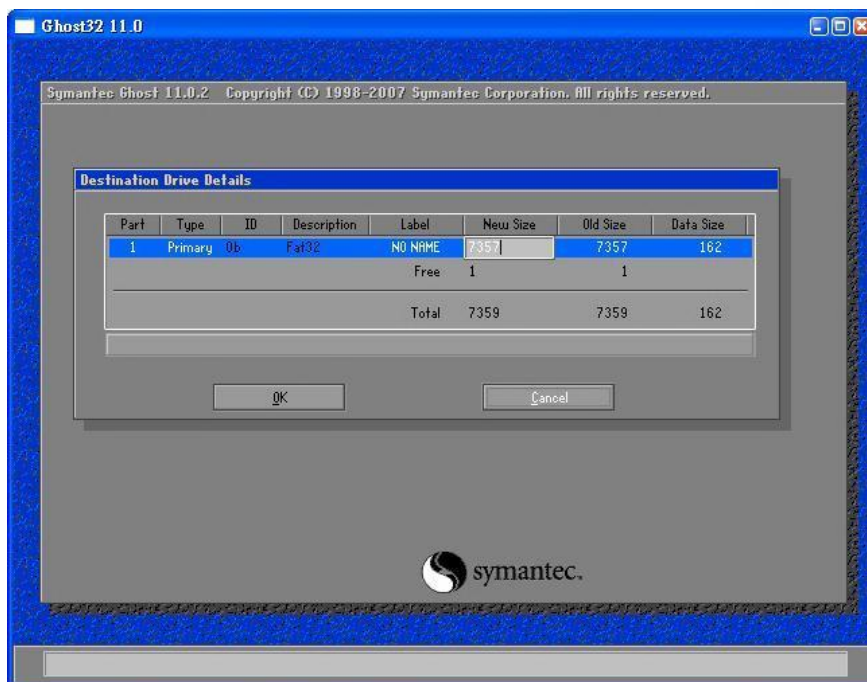 Ghost32 11.0
Symantec Ghost 11.0.2 Copyright (C) 1998-2007 Symantec Corporation. All rights reserved.
Destination Drive Details
Part Type ID Description Label New Size Old Size Data Size
1 Primary 0b Fat32 NO NAME 7357 7357 162
Free 1 1
Total 7359 7359 162
OK Cancel
symantec.